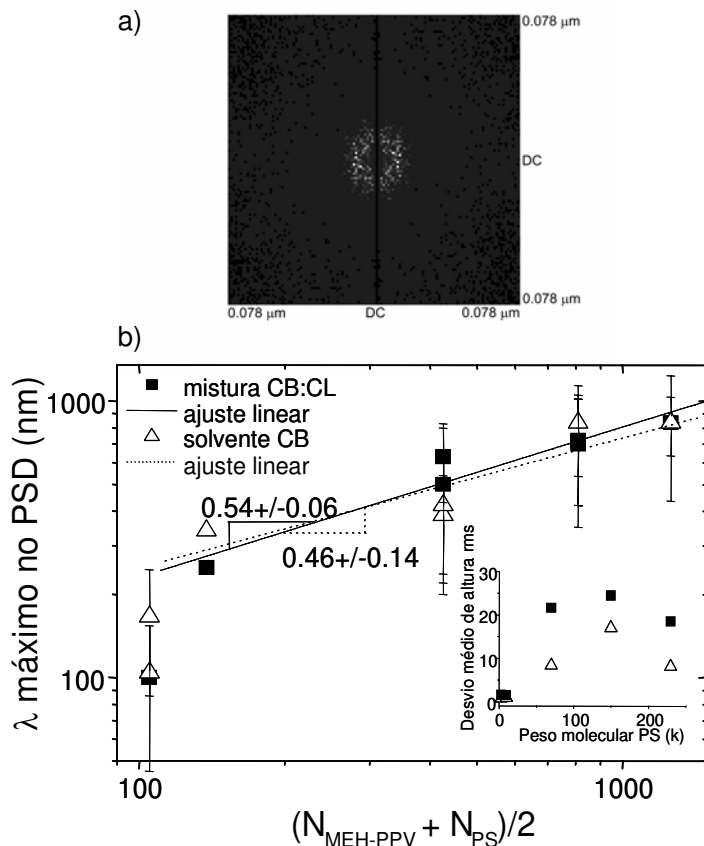 a)
0.078 µm
DC
0.078 µm
0.078 µm DC 0.078 µm
b)
λ máximo no PSD (nm)
1000
100
mistura CB:CL
ajuste linear
solvente CB
ajuste linear
0.54+/-0.06
0.46+/-0.14
Desvio médio de altura rms
30
20
10
0
0 100 200
Peso molecular PS (k)
100 1000
(N_MEH-PPV + N_PS)/2